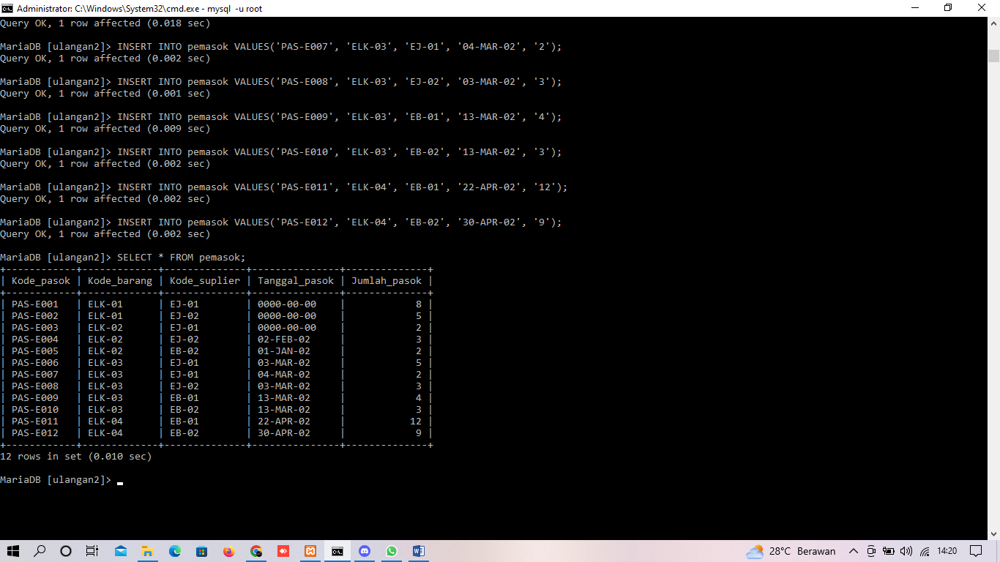 Administrator: C:\Windows\System32\cmd.exe - mysql  -u root
Query OK, 1 row affected (0.018 sec)
MariaDB [ulangan2]> INSERT INTO pemasok VALUES('PAS-E007', 'ELK-03', 'EJ-01', '04-MAR-02', '2');
Query OK, 1 row affected (0.002 sec)
MariaDB [ulangan2]> INSERT INTO pemasok VALUES('PAS-E008', 'ELK-03', 'EJ-02', '03-MAR-02', '3');
Query OK, 1 row affected (0.001 sec)
MariaDB [ulangan2]> INSERT INTO pemasok VALUES('PAS-E009', 'ELK-03', 'EB-01', '13-MAR-02', '4');
Query OK, 1 row affected (0.009 sec)
MariaDB [ulangan2]> INSERT INTO pemasok VALUES('PAS-E010', 'ELK-03', 'EB-02', '13-MAR-02', '3');
Query OK, 1 row affected (0.002 sec)
MariaDB [ulangan2]> INSERT INTO pemasok VALUES('PAS-E011', 'ELK-04', 'EB-01', '22-APR-02', '12');
Query OK, 1 row affected (0.002 sec)
MariaDB [ulangan2]> INSERT INTO pemasok VALUES('PAS-E012', 'ELK-04', 'EB-02', '30-APR-02', '9');
Query OK, 1 row affected (0.002 sec)
MariaDB [ulangan2]> SELECT * FROM pemasok;
+------------+-------------+--------------+---------------+--------------+
| Kode_pasok | Kode_barang | Kode_suplier | Tanggal_pasok | Jumlah_pasok |
+------------+-------------+--------------+---------------+--------------+
| PAS-E001   | ELK-01      | EJ-01        | 0000-00-00    |            8 |
| PAS-E002   | ELK-01      | EJ-02        | 0000-00-00    |            5 |
| PAS-E003   | ELK-02      | EJ-01        | 0000-00-00    |            2 |
| PAS-E004   | ELK-02      | EJ-02        | 02-FEB-02     |            3 |
| PAS-E005   | ELK-02      | EB-02        | 01-JAN-02     |            2 |
| PAS-E006   | ELK-03      | EJ-01        | 03-MAR-02     |            5 |
| PAS-E007   | ELK-03      | EJ-01        | 04-MAR-02     |            2 |
| PAS-E008   | ELK-03      | EJ-02        | 03-MAR-02     |            3 |
| PAS-E009   | ELK-03      | EB-01        | 13-MAR-02     |            4 |
| PAS-E010   | ELK-03      | EB-02        | 13-MAR-02     |            3 |
| PAS-E011   | ELK-04      | EB-01        | 22-APR-02     |           12 |
| PAS-E012   | ELK-04      | EB-02        | 30-APR-02     |            9 |
+------------+-------------+--------------+---------------+--------------+
12 rows in set (0.010 sec)
MariaDB [ulangan2]>
28°C Berawan 14:20